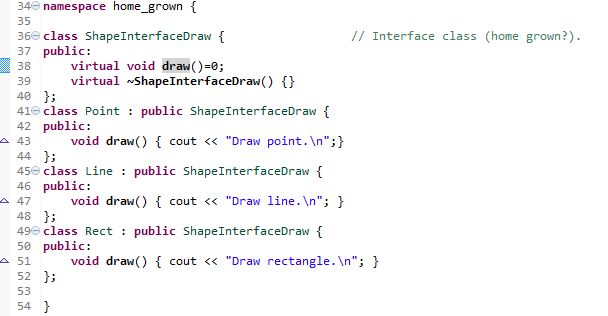 34 namespace home_grown {
35
36 class ShapeInterfaceDraw {                 // Interface class (home grown?).
37 public:
38     virtual void draw()=0;
39     virtual ~ShapeInterfaceDraw() {}
40 };
41 class Point : public ShapeInterfaceDraw {
42 public:
43     void draw() { cout << "Draw point.\n";}
44 };
45 class Line : public ShapeInterfaceDraw {
46 public:
47     void draw() { cout << "Draw line.\n"; }
48 };
49 class Rect : public ShapeInterfaceDraw {
50 public:
51     void draw() { cout << "Draw rectangle.\n"; }
52 };
53
54 }